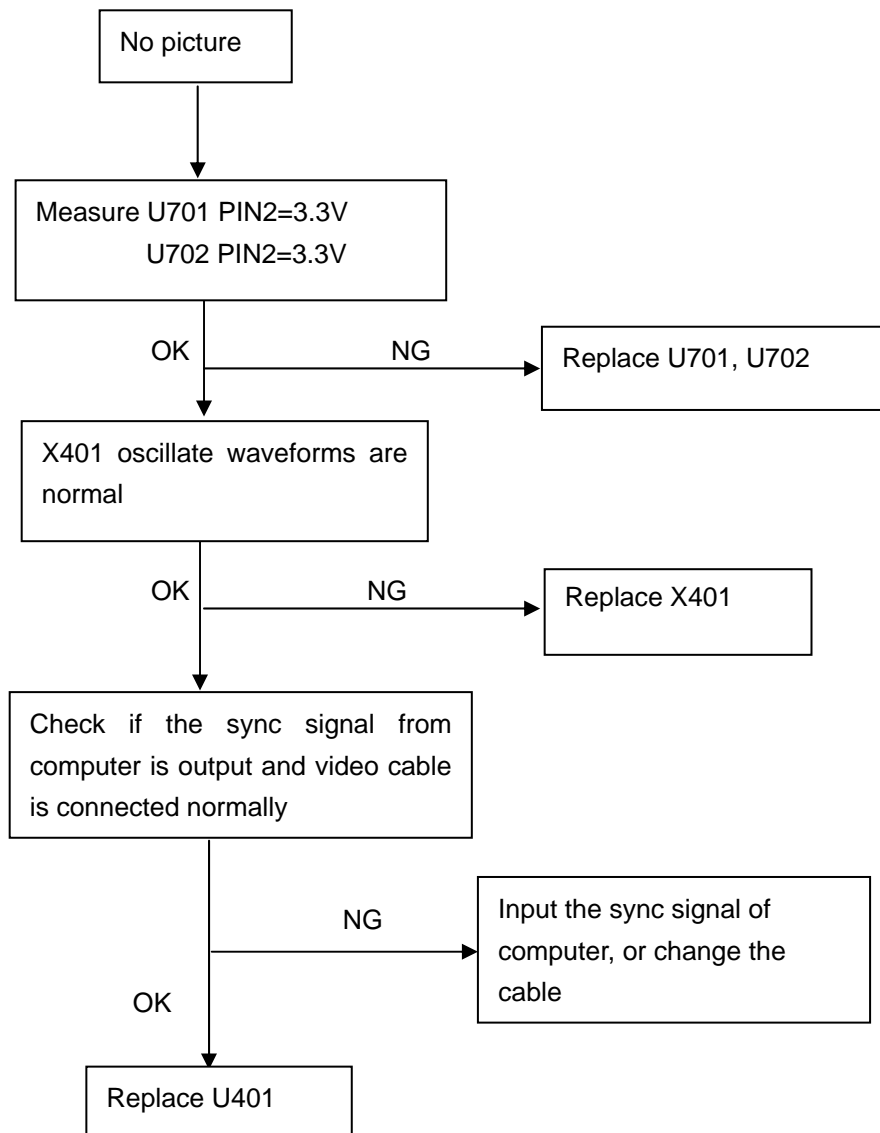 No picture
Measure U701 PIN2=3.3V
U702 PIN2=3.3V
OK
NG
Replace U701, U702
X401 oscillate waveforms are
normal
OK
NG
Replace X401
Check if the sync signal from
computer is output and video cable
is connected normally
NG
Input the sync signal of
computer, or change the
cable
OK
Replace U401